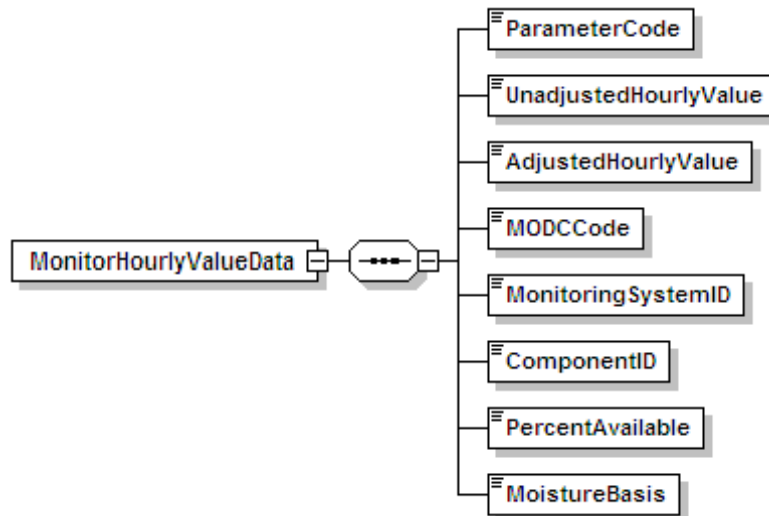 ParameterCode
UnadjustedHourlyValue
AdjustedHourlyValue
MODCCode
MonitorHourlyValueData
MonitoringSystemID
ComponentID
PercentAvailable
MoistureBasis